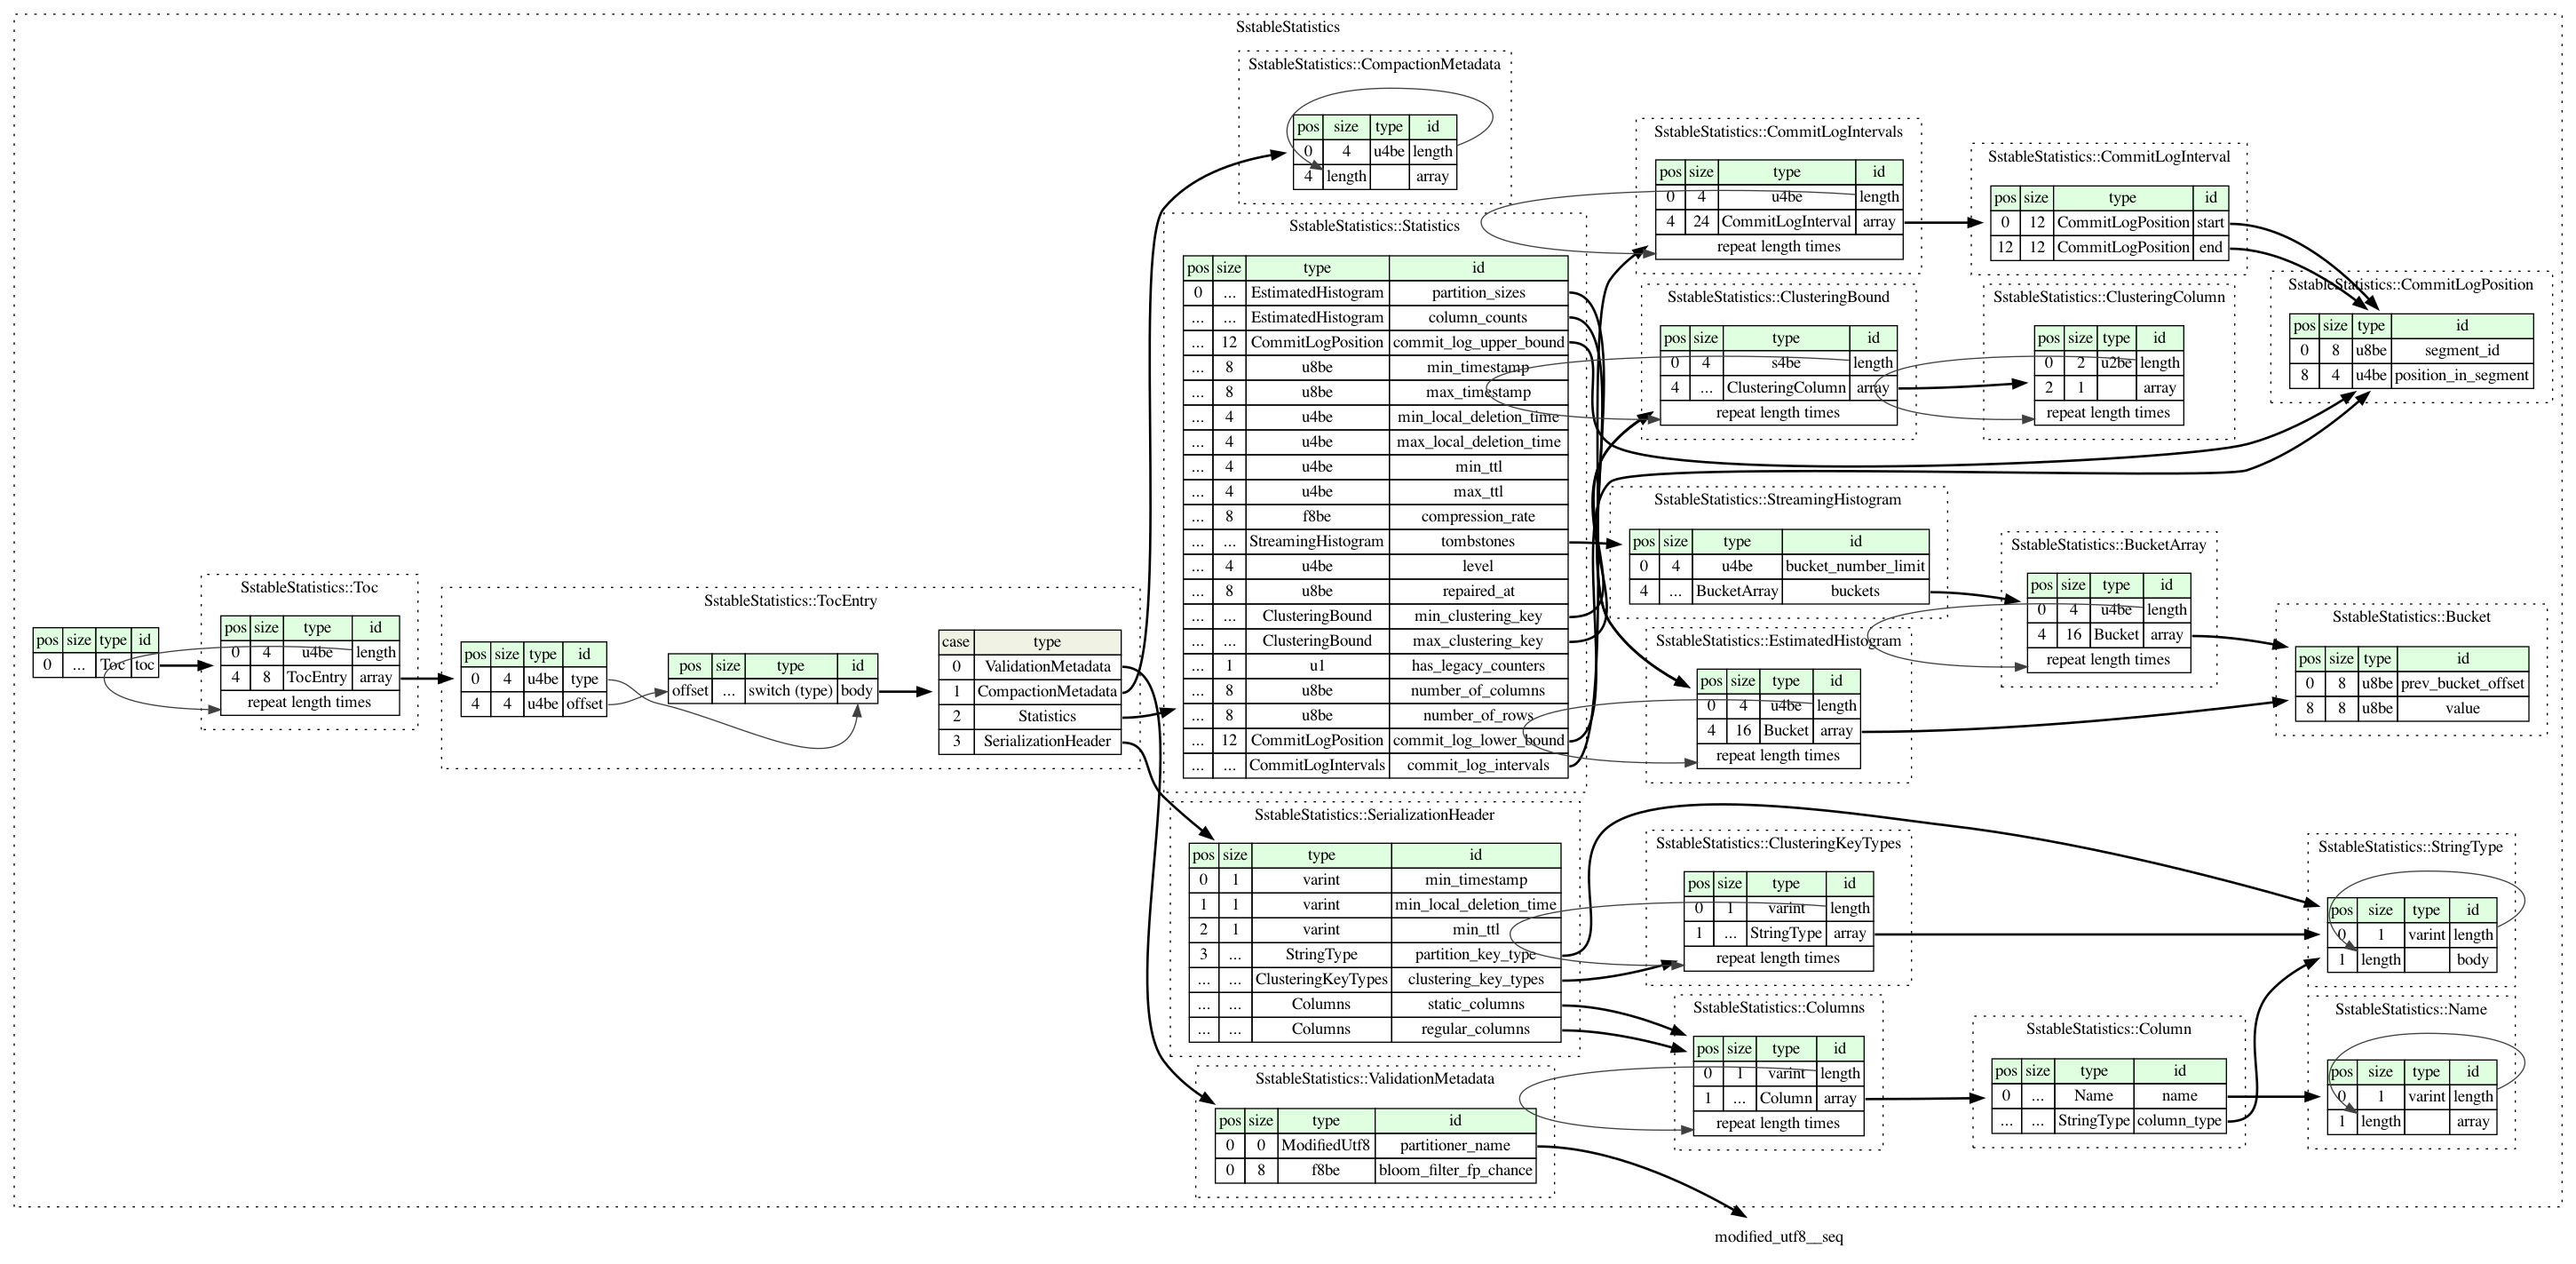 SstableStatistics
SstableStatistics::CompactionMetadata
pos size type id
0 4 u4be length
4 length array
SstableStatistics::Toc
pos size type id
0 ... Toc toc
pos size type id
0 4 u4be length
4 8 TocEntry array
repeat length times
SstableStatistics::TocEntry
pos size type id
0 4 u4be type
4 4 u4be offset
pos size type id
offset ... switch (type) body
case type
0 ValidationMetadata
1 CompactionMetadata
2 Statistics
3 SerializationHeader
SstableStatistics::Statistics
pos size type id
0 ... EstimatedHistogram partition_sizes
... ... EstimatedHistogram column_counts
... 12 CommitLogPosition commit_log_upper_bound
... 8 u8be min_timestamp
... 8 u8be max_timestamp
... 4 u4be min_local_deletion_time
... 4 u4be max_local_deletion_time
... 4 u4be min_ttl
... 4 u4be max_ttl
... 8 f8be compression_rate
... ... StreamingHistogram tombstones
... 4 u4be level
... 8 u8be repaired_at
... ... ClusteringBound min_clustering_key
... ... ClusteringBound max_clustering_key
... 1 u1 has_legacy_counters
... 8 u8be number_of_columns
... 8 u8be number_of_rows
... 12 CommitLogPosition commit_log_lower_bound
... ... CommitLogIntervals commit_log_intervals
SstableStatistics::SerializationHeader
pos size type id
0 1 varint min_timestamp
1 1 varint min_local_deletion_time
2 1 varint min_ttl
3 ... StringType partition_key_type
... ... ClusteringKeyTypes clustering_key_types
... ... Columns static_columns
... ... Columns regular_columns
SstableStatistics::ValidationMetadata
pos size type id
0 0 ModifiedUtf8 partitioner_name
0 8 f8be bloom_filter_fp_chance
SstableStatistics::CommitLogIntervals
pos size type id
0 4 u4be length
4 24 CommitLogInterval array
repeat length times
SstableStatistics::CommitLogInterval
pos size type id
0 12 CommitLogPosition start
12 12 CommitLogPosition end
SstableStatistics::ClusteringBound
pos size type id
0 4 s4be length
4 ... ClusteringColumn array
repeat length times
SstableStatistics::ClusteringColumn
pos size type id
0 2 u2be length
2 1 array
repeat length times
SstableStatistics::CommitLogPosition
pos size type id
0 8 u8be segment_id
8 4 u4be position_in_segment
SstableStatistics::StreamingHistogram
pos size type id
0 4 u4be bucket_number_limit
4 ... BucketArray buckets
SstableStatistics::BucketArray
pos size type id
0 4 u4be length
4 16 Bucket array
repeat length times
SstableStatistics::EstimatedHistogram
pos size type id
0 4 u4be length
4 16 Bucket array
repeat length times
SstableStatistics::Bucket
pos size type id
0 8 u8be prev_bucket_offset
8 8 u8be value
SstableStatistics::ClusteringKeyTypes
pos size type id
0 1 varint length
1 ... StringType array
repeat length times
SstableStatistics::StringType
pos size type id
0 1 varint length
1 length body
SstableStatistics::Columns
pos size type id
0 1 varint length
1 ... Column array
repeat length times
SstableStatistics::Column
pos size type id
0 ... Name name
... ... StringType column_type
SstableStatistics::Name
pos size type id
0 1 varint length
1 length array
modified_utf8__seq